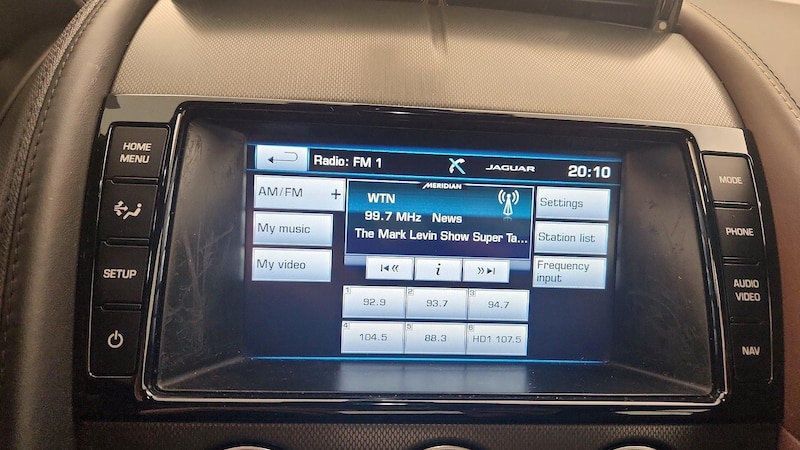 HOME
MENU
SETUP
Radio: FM 1
JAGUAR
20:10
AM/FM +
My music
My video
MERIDIAN
WTN
99.7 MHz News
The Mark Levin Show Super Ta...
i
Settings
Station list
Frequency
input
1 92.9
2 93.7
3 94.7
4 104.5
5 88.3
6 HD1 107.5
MODE
PHONE
AUDIO
VIDEO
NAV